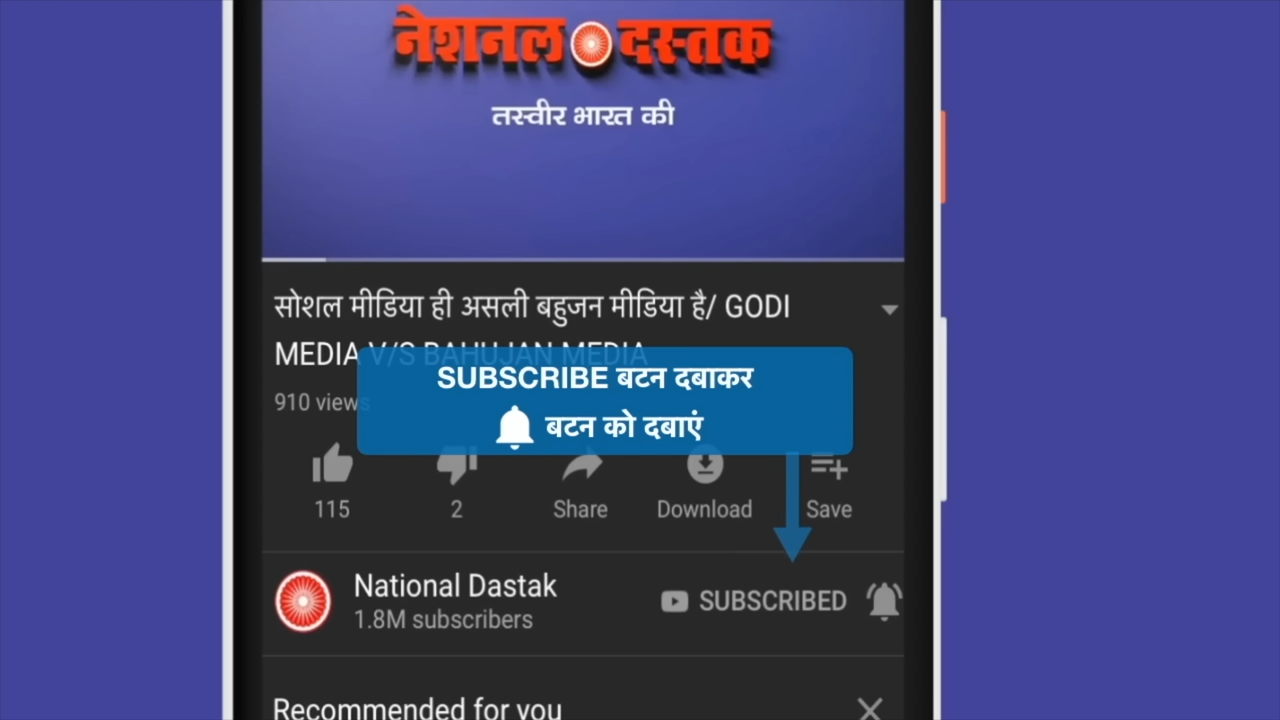 नेशनल दस्तक
तस्वीर भारत की
सोशल मीडिया ही असली बहुजन मीडिया है/ GODI
MEDIA V/S BAHUJAN MEDIA
SUBSCRIBE बटन दबाकर
910 views
बटन को दबाएं
115
2
Share
Download
Save
National Dastak
SUBSCRIBED
1.8M subscribers
Recommended for you